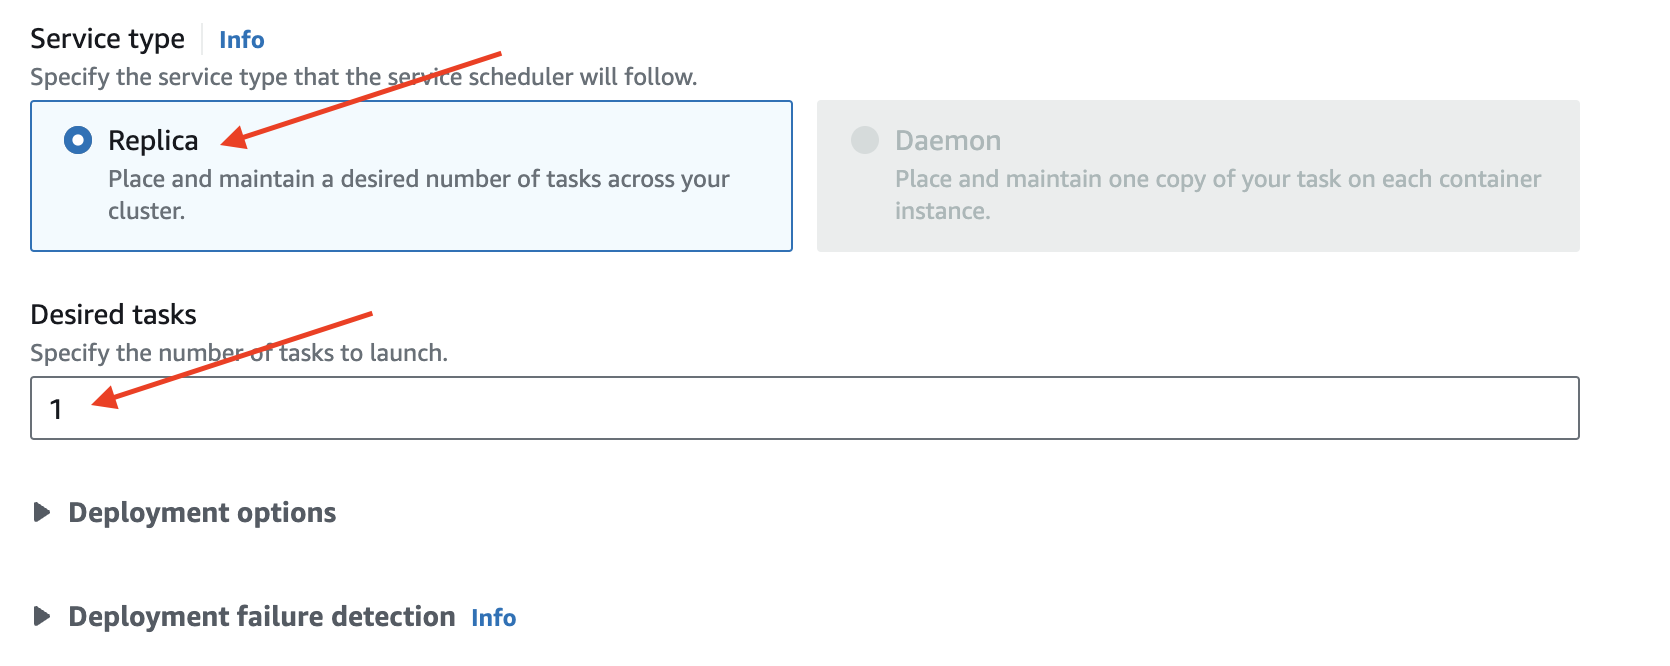 Service type Info
Specify the service type that the service scheduler will follow.
Replica
Place and maintain a desired number of tasks across your
cluster.
Daemon
Place and maintain one copy of your task on each container
instance.
Desired tasks
Specify the number of tasks to launch.
1
Deployment options
Deployment failure detection Info